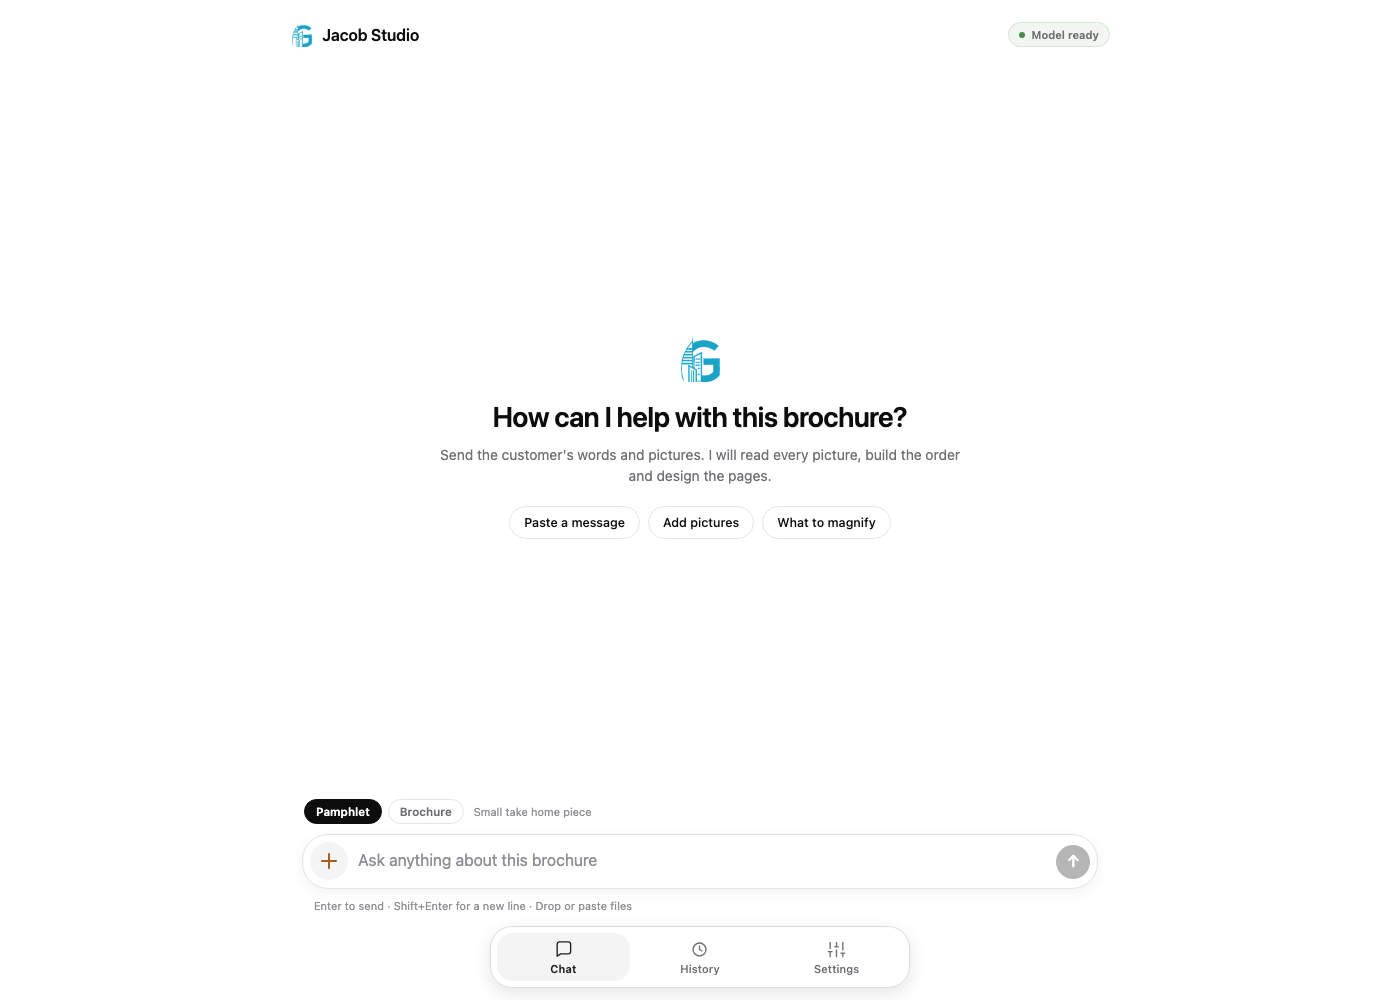 Jacob Studio
Model ready
How can I help with this brochure?
Send the customer's words and pictures. I will read every picture, build the order
and design the pages.
Paste a message
Add pictures
What to magnify
Pamphlet
Brochure
Small take home piece
Ask anything about this brochure
Enter to send · Shift+Enter for a new line · Drop or paste files
Chat
History
Settings